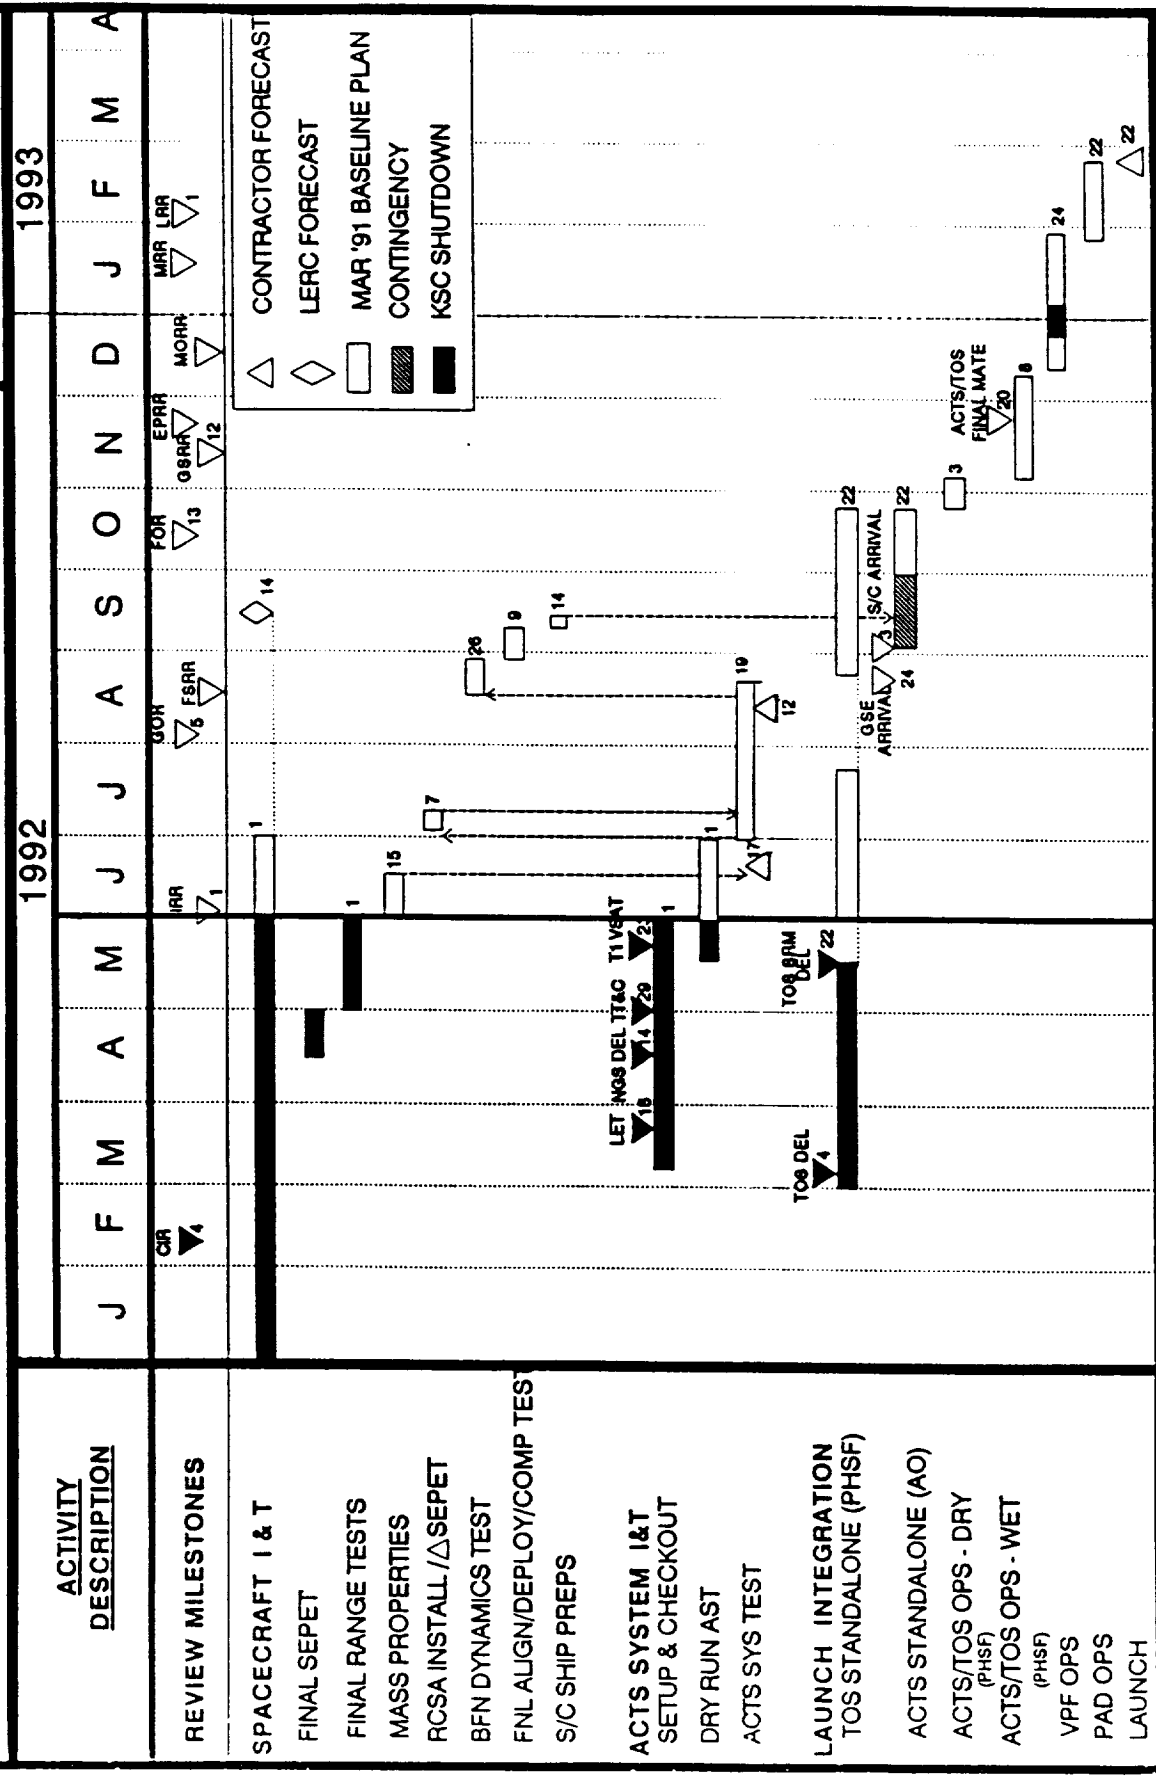 1992
1993
ACTIVITY
DESCRIPTION
J F M A M J J A S O N D J F M A
REVIEW MILESTONES
CIR
4
IRR
1
GOR
5
FSRR
FOR
13
GSRR
12
EPRR
MORR
MRR
LRR
1
CONTRACTOR FORECAST
LERC FORECAST
MAR '91 BASELINE PLAN
CONTINGENCY
KSC SHUTDOWN
SPACECRAFT I & T
1
14
FINAL SEPET
FINAL RANGE TESTS
1
MASS PROPERTIES
15
RCSA INSTALL /△SEPET
7
BFN DYNAMICS TEST
26
FNL ALIGN/DEPLOY/COMP TEST
9
S/C SHIP PREPS
14
ACTS SYSTEM I&T
LET NGS DEL TT&C T1 VSAT
14 29
SETUP & CHECKOUT
1
DRY RUN AST
1
ACTS SYS TEST
19
17
12
LAUNCH INTEGRATION
TOS DEL
4
TOS SRM
DEL
22
TOS STANDALONE (PHSF)
22
GSE
ARRIVAL
24
S/C ARRIVAL
3
ACTS STANDALONE (AO)
22
ACTS/TOS OPS - DRY
(PHSF)
3
ACTS/TOS
FINAL MATE
20
ACTS/TOS OPS - WET
(PHSF)
8
VPF OPS
24
PAD OPS
22
LAUNCH
22